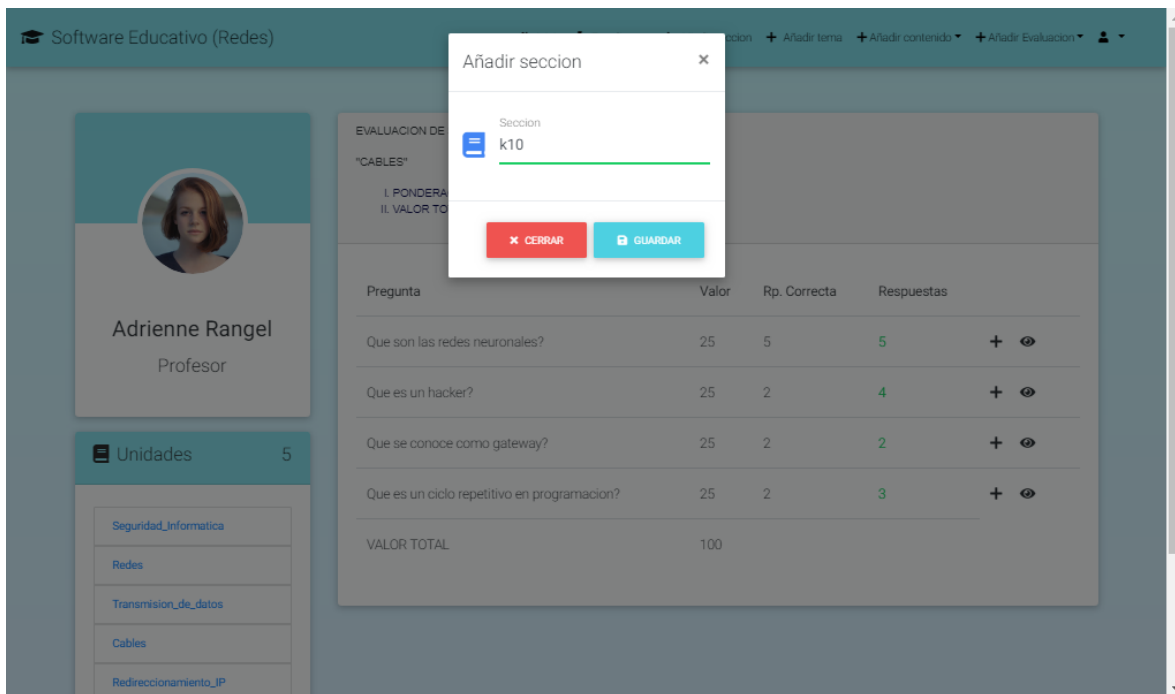 Software Educativo (Redes)
ccion + Añadir tema + Añadir contenido + Añadir Evaluacion
Añadir seccion ×
Seccion
k10
× CERRAR GUARDAR
Adrienne Rangel
Profesor
Unidades 5
Seguridad_Informatica
Redes
Transmision_de_datos
Cables
Redireccionamiento_IP
EVALUACION DE
"CABLES"
I. PONDERA
II. VALOR TO
Pregunta Valor Rp. Correcta Respuestas
Que son las redes neuronales? 25 5 5 +
Que es un hacker? 25 2 4 +
Que se conoce como gateway? 25 2 2 +
Que es un ciclo repetitivo en programacion? 25 2 3 +
VALOR TOTAL 100